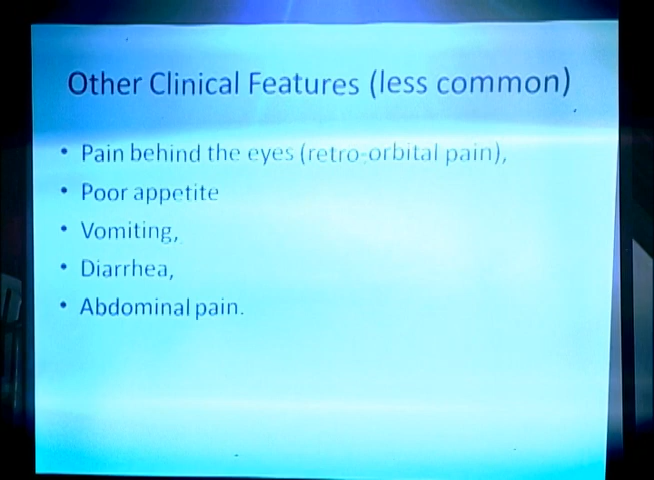 Other Clinical Features (less common)
• Pain behind the eyes (retro-orbital pain),
• Poor appetite
• Vomiting,
• Diarrhea,
• Abdominal pain.